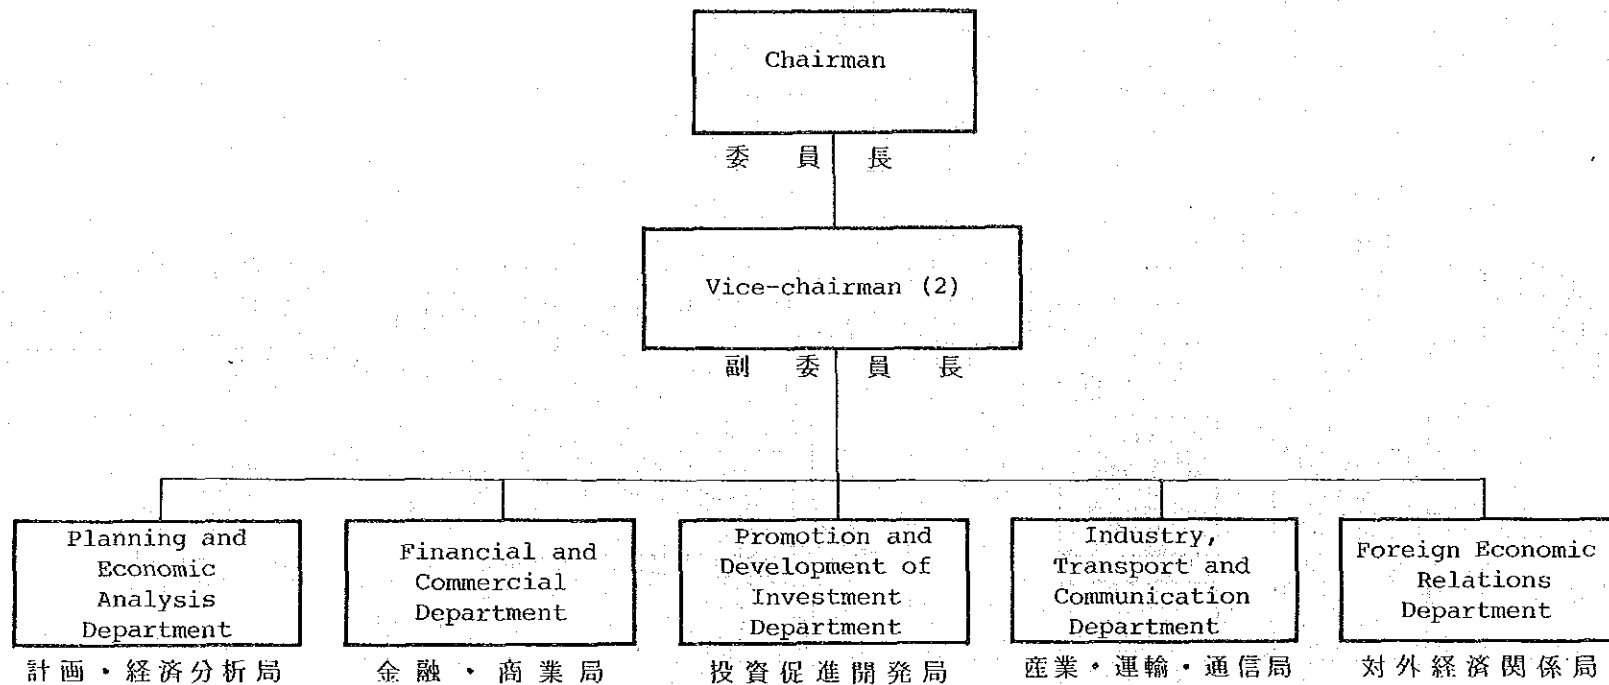 Chairman
委員長
Vice-chairman (2)
副委員長
Planning and
Economic
Analysis
Department
計画・経済分析局
Financial and
Commercial
Department
金融・商業局
Promotion and
Development of
Investment
Department
投資促進開発局
Industry,
Transport and
Communication
Department
産業・運輸・通信局
Foreign Economic
Relations
Department
対外経済関係局